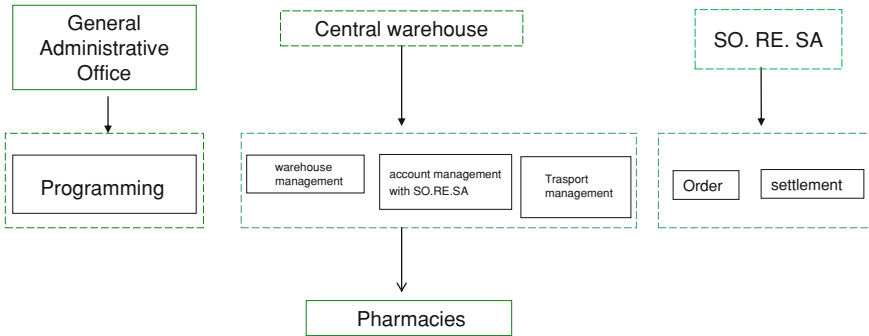 General
Administrative
Office
Central warehouse
SO. RE. SA
Programming
warehouse
management
account management
with SO.RE.SA
Trasport
management
Order
settlement
Pharmacies